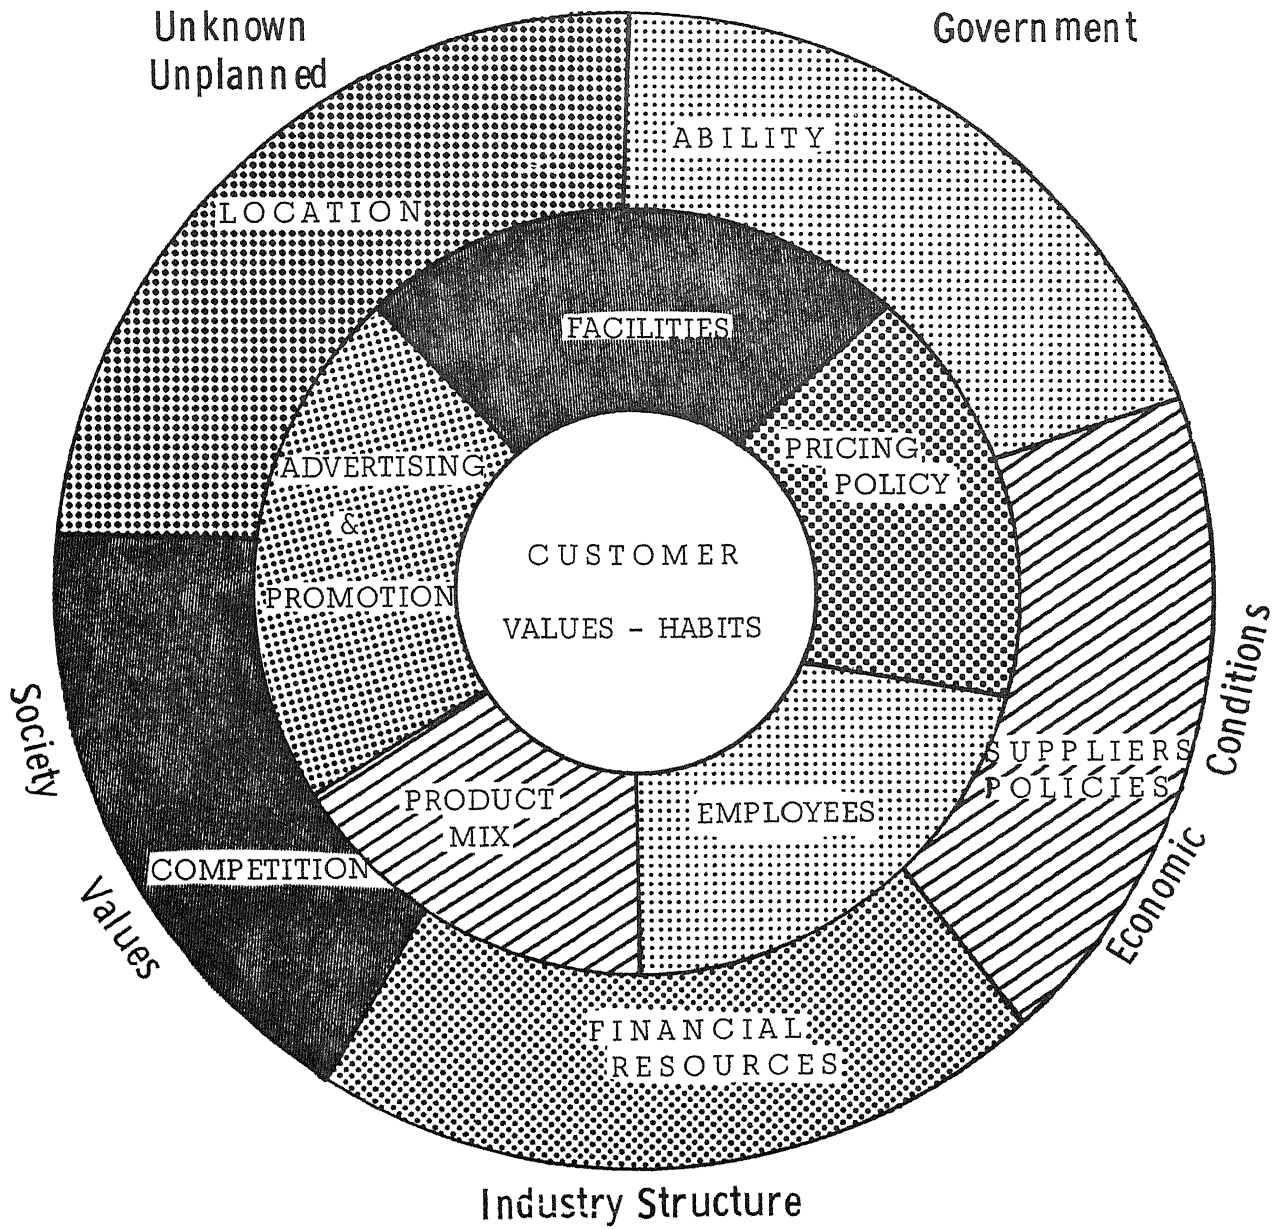 Unknown
Unplanned
Government
ABILITY
LOCATION
FACILITIES
PRICING
POLICY
ADVERTISING
&
PROMOTION
CUSTOMER
VALUES - HABITS
SUPPLIERS
POLICIES
EMPLOYEES
PRODUCT
MIX
COMPETITION
FINANCIAL
RESOURCES
Society
Values
Economic
Conditions
Industry Structure